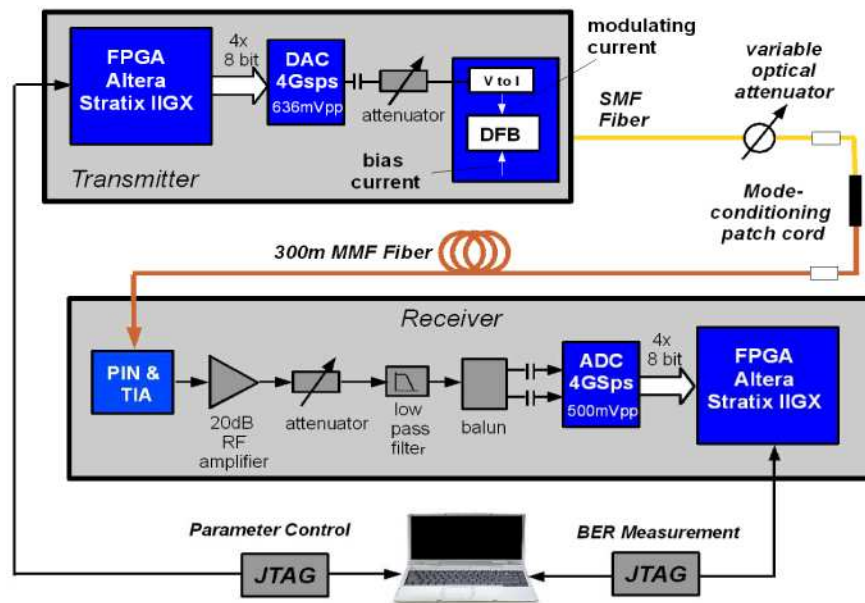 FPGA
Altera
Stratix IIGX
4x
8 bit
DAC
4Gsps
636mVpp
attenuator
V to I
DFB
modulating
current
bias
current
Transmitter
SMF
Fiber
variable
optical
attenuator
Mode-
conditioning
patch cord
300m MMF Fiber
Receiver
PIN &
TIA
20dB
RF
amplifier
attenuator
low
pass
filter
balun
ADC
4GSps
500mVpp
4x
8 bit
FPGA
Altera
Stratix IIGX
Parameter Control
JTAG
BER Measurement
JTAG